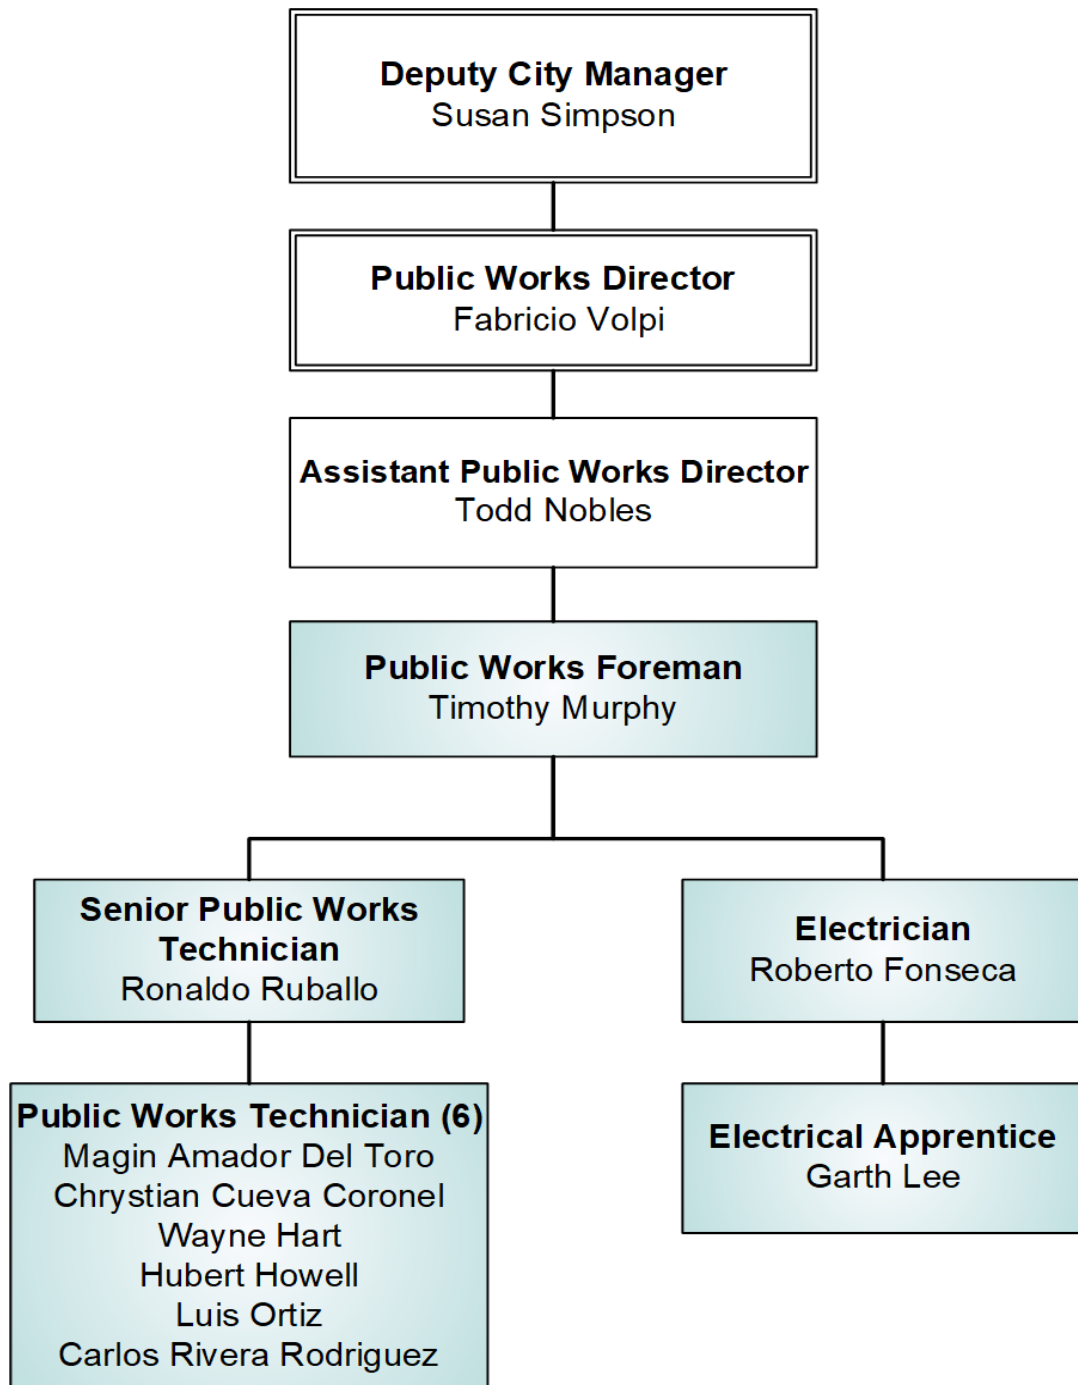 Deputy City Manager
Susan Simpson
Public Works Director
Fabricio Volpi
Assistant Public Works Director
Todd Nobles
Public Works Foreman
Timothy Murphy
Senior Public Works
Technician
Ronaldo Ruballo
Electrician
Roberto Fonseca
Public Works Technician (6)
Magin Amador Del Toro
Chrystian Cueva Coronel
Wayne Hart
Hubert Howell
Luis Ortiz
Carlos Rivera Rodriguez
Electrical Apprentice
Garth Lee